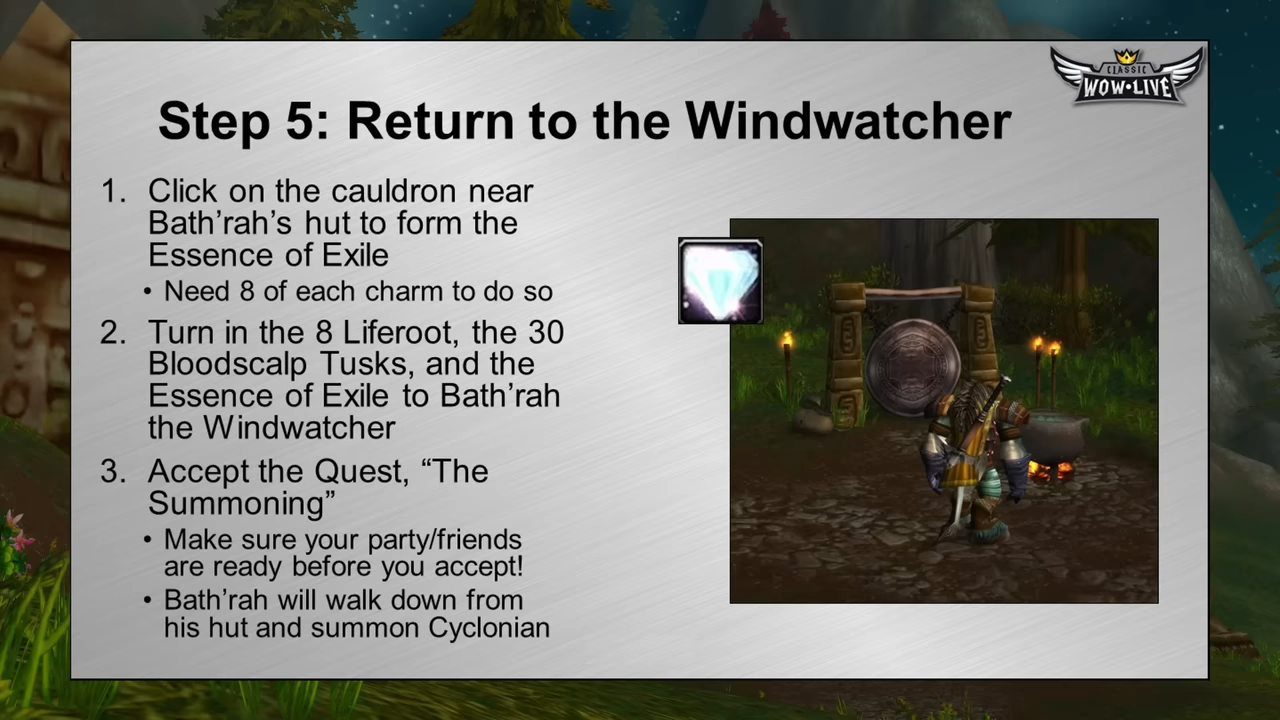 CLASSIC
WOW•LIVE
Step 5: Return to the Windwatcher
1. Click on the cauldron near
Bath’rah’s hut to form the
Essence of Exile
• Need 8 of each charm to do so
2. Turn in the 8 Liferoot, the 30
Bloodscalp Tusks, and the
Essence of Exile to Bath’rah
the Windwatcher
3. Accept the Quest, “The
Summoning”
• Make sure your party/friends
are ready before you accept!
• Bath’rah will walk down from
his hut and summon Cyclonian